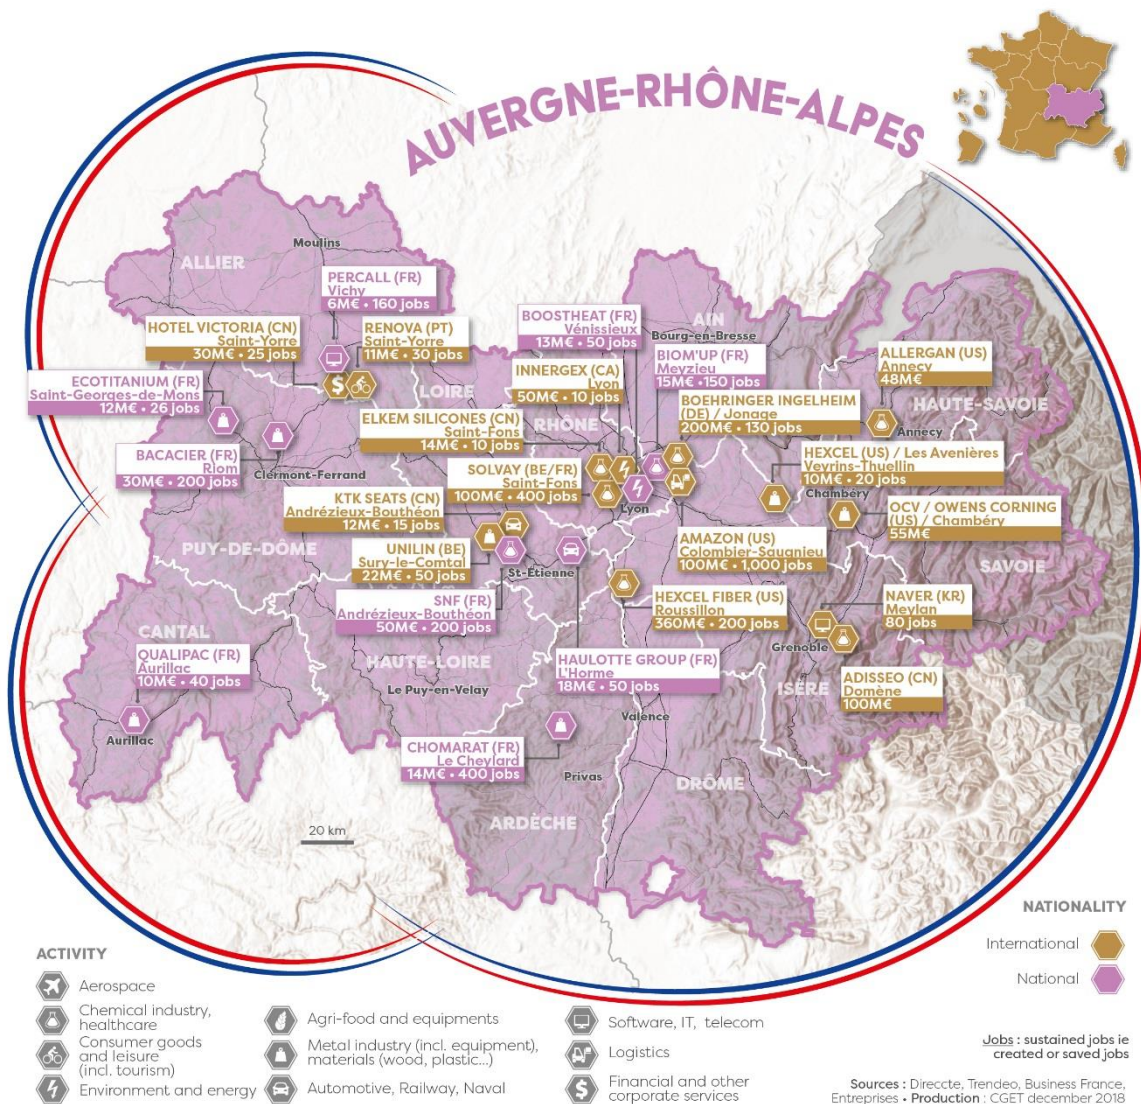 AUVERGNE-RHÔNE-ALPES
Moulins
ALLIER
PERCALL (FR)
Vichy
6M€ • 160 jobs
HOTEL VICTORIA (CN)
Saint-Yorre
30M€ • 25 jobs
RENOVA (PT)
Saint-Yorre
11M€ • 30 jobs
BOOSTHEAT (FR)
Vénissieux
13M€ • 50 jobs
AIN
Bourg-en-Bresse
BIOM'UP (FR)
Meyzieu
15M€ • 150 jobs
ALLERGAN (US)
Annecy
48M€
ECOTITANIUM (FR)
Saint-Georges-de-Mons
12M€ • 26 jobs
LOIRE
INNERGEX (CA)
Lyon
50M€ • 10 jobs
BOEHRINGER INGELHEIM
(DE) / Jonage
200M€ • 130 jobs
HAUTE-SAVOIE
Annecy
ELKEM SILICONES (CN)
Saint-Fons
14M€ • 10 jobs
RHÔNE
HEXCEL (US) / Les Avenières
Veyrins-Thuellin
10M€ • 20 jobs
BACACIER (FR)
Riom
30M€ • 200 jobs
Clermont-Ferrand
SOLVAY (BE/FR)
Saint-Fons
100M€ • 400 jobs
Chambéry
KTK SEATS (CN)
Andrézieux-Bouthéon
12M€ • 15 jobs
Lyon
OCV / OWENS CORNING
(US) / Chambéry
55M€
PUY-DE-DÔME
UNILIN (BE)
Sury-le-Comtal
22M€ • 50 jobs
AMAZON (US)
Colombier-Saugnieu
100M€ • 1,000 jobs
SAVOIE
St-Étienne
SNF (FR)
Andrézieux-Bouthéon
50M€ • 200 jobs
HEXCEL FIBER (US)
Roussillon
360M€ • 200 jobs
NAVER (KR)
Meylan
80 jobs
CANTAL
QUALIPAC (FR)
Aurillac
10M€ • 40 jobs
HAUTE-LOIRE
Le Puy-en-Velay
HAULOTTE GROUP (FR)
L'Horme
18M€ • 50 jobs
Grenoble
ISÈRE
ADISSEO (CN)
Domène
100M€
Aurillac
CHOMARAT (FR)
Le Cheylard
14M€ • 400 jobs
Valence
Privas
DRÔME
ARDÈCHE
20 km
NATIONALITY
International
National
ACTIVITY
Aerospace
Chemical industry,
healthcare
Consumer goods
and leisure
(incl. tourism)
Environment and energy
Agri-food and equipments
Metal industry (incl. equipment),
materials (wood, plastic...)
Automotive, Railway, Naval
Software, IT, telecom
Logistics
Financial and other
corporate services
Jobs : sustained jobs ie
created or saved jobs
Sources : Direccte, Trendeo, Business France,
Entreprises • Production : CGET december 2018